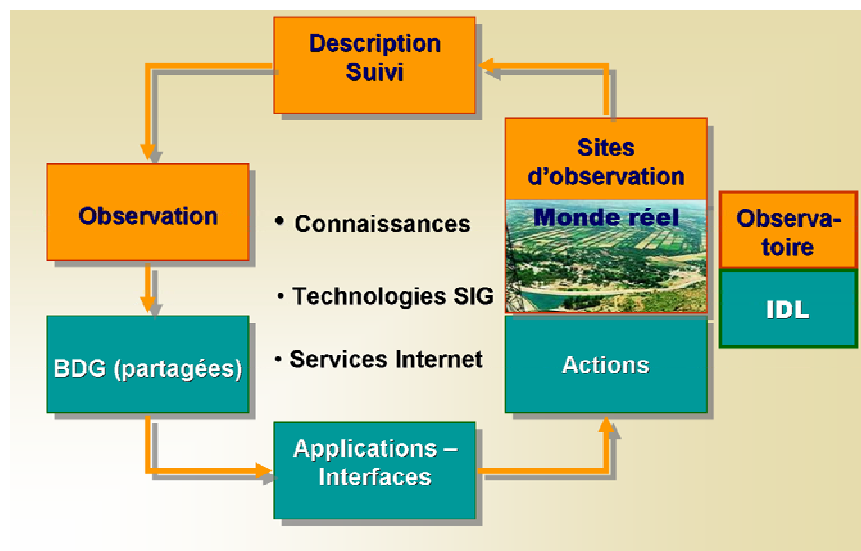 Description
Suivi
Sites
d'observation
Monde réel
Observation
• Connaissances
Observa-
toire
• Technologies SIG
IDL
BDG (partagées)
• Services Internet
Actions
Applications –
Interfaces